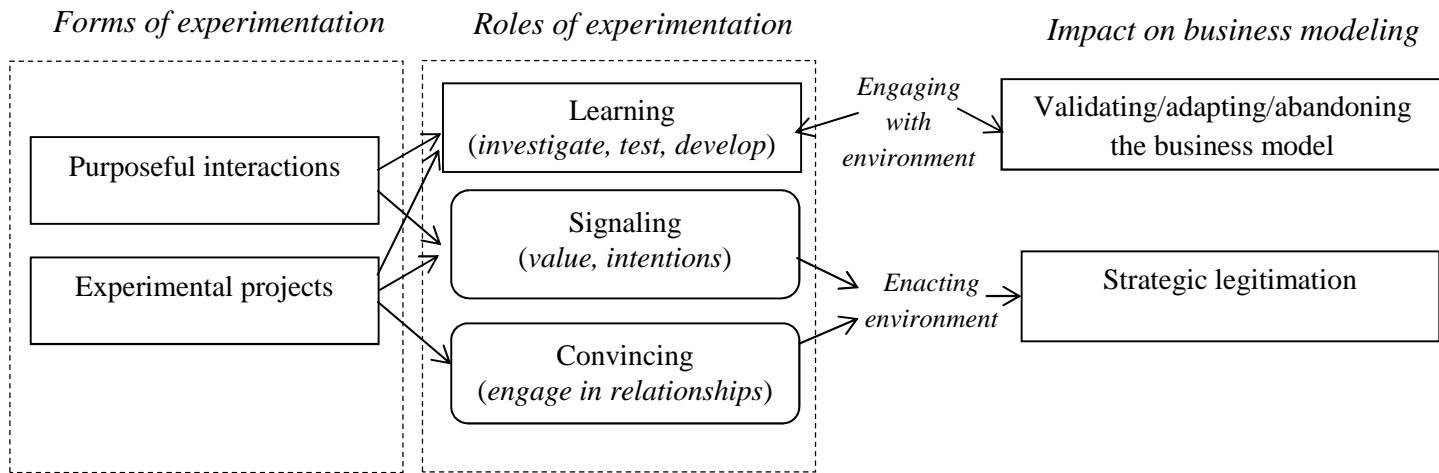 Forms of experimentation
Roles of experimentation
Impact on business modeling
Purposeful interactions
Experimental projects
Learning
(investigate, test, develop)
Signaling
(value, intentions)
Convincing
(engage in relationships)
Engaging
with
environment
Enacting
environment
Validating/adapting/abandoning
the business model
Strategic legitimation